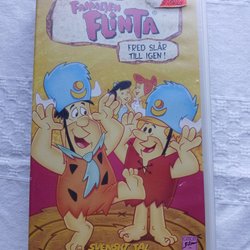 FAMILJEN
FLINTA
FRED SLÅR
TILL IGEN!
SVENSKT TAL